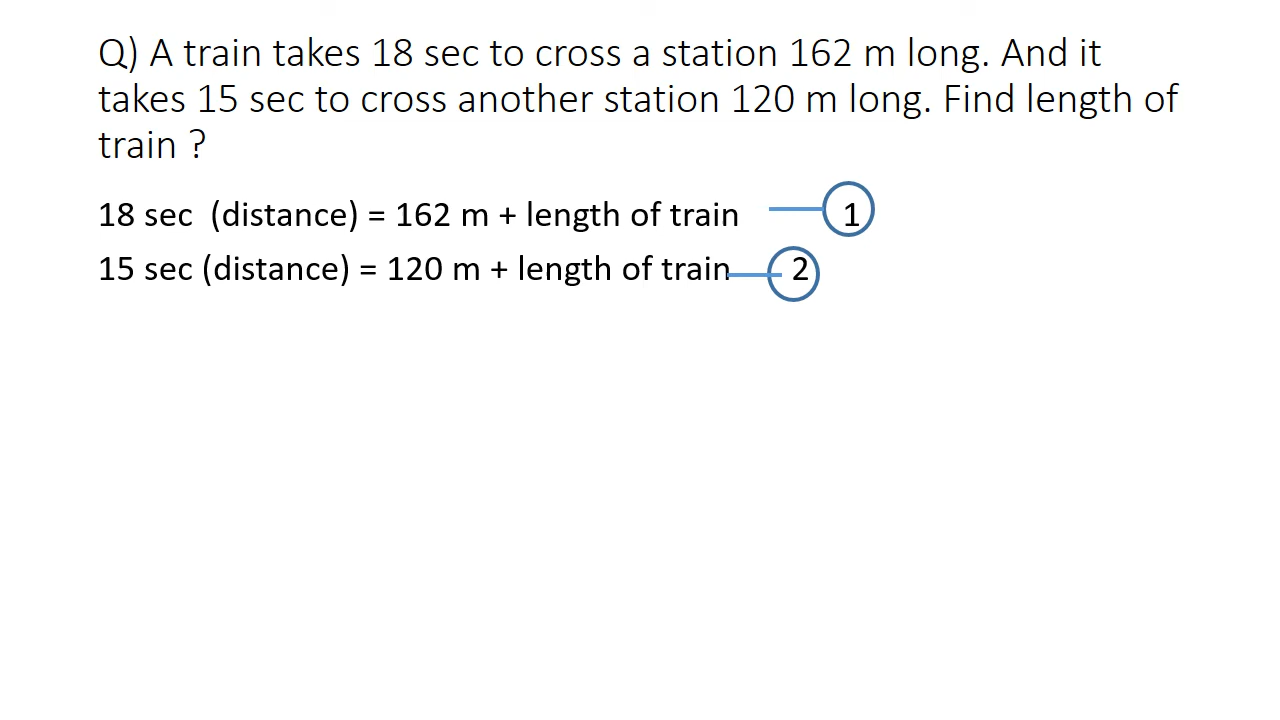 Q) A train takes 18 sec to cross a station 162 m long. And it
takes 15 sec to cross another station 120 m long. Find length of
train ?
18 sec (distance) = 162 m + length of train 1
15 sec (distance) = 120 m + length of train 2